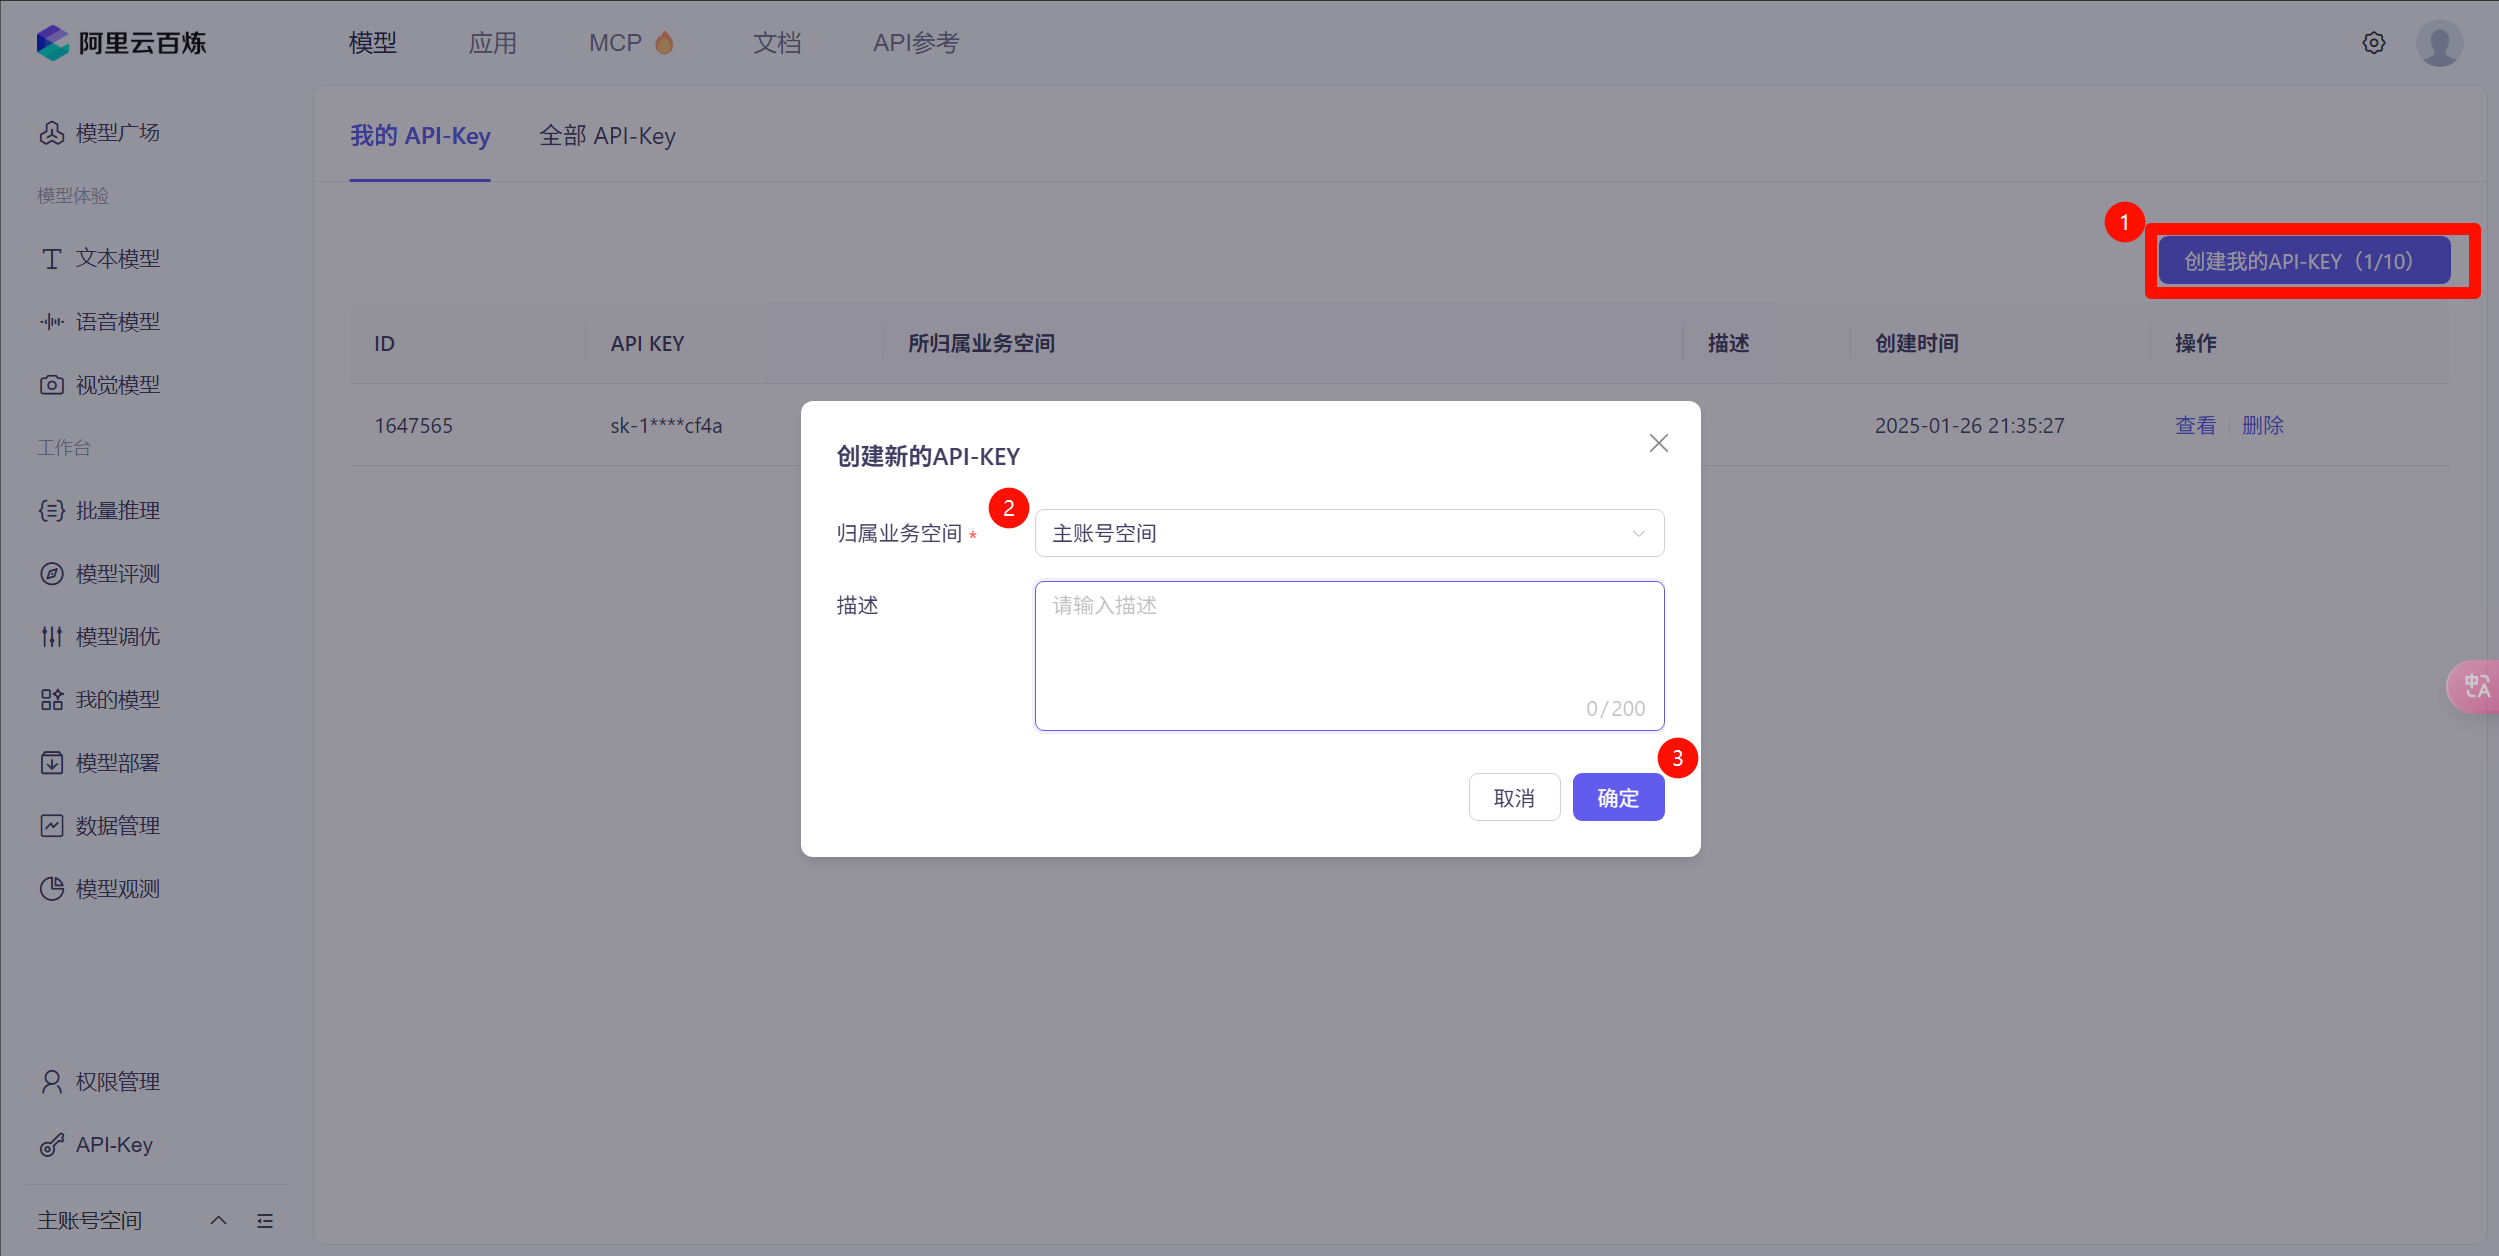 阿里云百炼
模型
应用
MCP
文档
API参考
模型广场
模型体验
文本模型
语音模型
视觉模型
工作台
批量推理
模型评测
模型调优
我的模型
模型部署
数据管理
模型观测
权限管理
API-Key
主账号空间
我的 API-Key
全部 API-Key
1
创建我的API-KEY（1/10）
ID
API KEY
所归属业务空间
描述
创建时间
操作
1647565
sk-1****cf4a
2025-01-26 21:35:27
查看
删除
创建新的API-KEY
2
归属业务空间 *
主账号空间
描述
请输入描述
0/200
3
取消
确定
中A